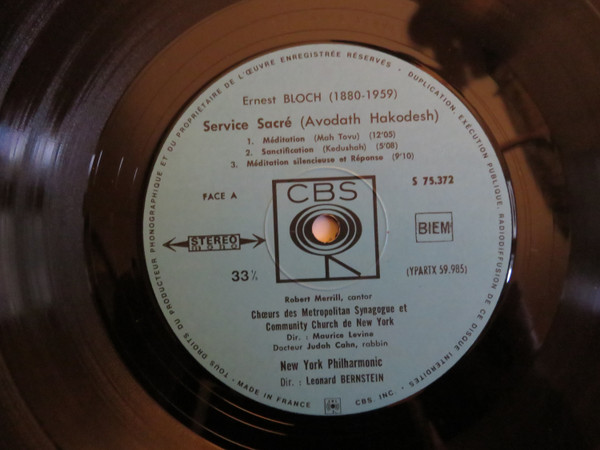 TOUS DROITS DU PRODUCTEUR PHONOGRAPHIQUE ET DU PROPRIÉTAIRE DE L'ŒUVRE ENREGISTRÉE RÉSERVÉS - DUPLICATION, EXÉCUTION PUBLIQUE, RADIODIFFUSION DE CE DISQUE INTERDITES
Ernest BLOCH (1880-1959)
Service Sacré (Avodath Hakodesh)
1. Méditation (Mah Tovu) (12'05)
2. Sanctification (Kedushah) (5'08)
3. Méditation silencieuse et Réponse (9'10)
FACE A
CBS
S 75.372
STEREO
MONO
BIEM
33⅓
(YPARTX 59.985)
Robert Merrill, cantor
Chœurs des Metropolitan Synagogue et
Community Church de New York
Dir. : Maurice Levine
Docteur Judah Cahn, rabbin
New York Philharmonic
Dir. : Leonard BERNSTEIN
MADE IN FRANCE
CBS. INC.